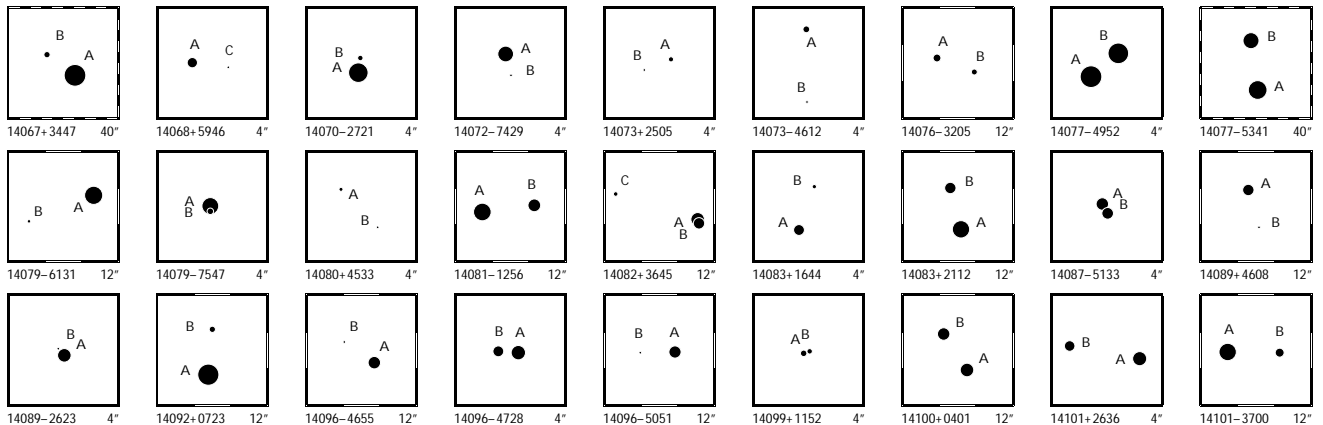 B A A C B A A B A B A B A B A B B A
14067+3447 40″ 14068+5946 4″ 14070−2721 4″ 14072−7429 4″ 14073+2505 4″ 14073−4612 4″ 14076−3205 12″ 14077−4952 4″ 14077−5341 40″
B A A B A B A B C A B B A B A A B A B
14079−6131 12″ 14079−7547 4″ 14080+4533 4″ 14081−1256 12″ 14082+3645 12″ 14083+1644 4″ 14083+2112 12″ 14087−5133 4″ 14089+4608 12″
B A B A B A B A B A A B B A B A A B
14089−2623 4″ 14092+0723 12″ 14096−4655 12″ 14096−4728 4″ 14096−5051 12″ 14099+1152 4″ 14100+0401 12″ 14101+2636 4″ 14101−3700 12″